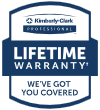 Kimberly-Clark
PROFESSIONAL
LIFETIME
WARRANTY†
WE'VE GOT
YOU COVERED